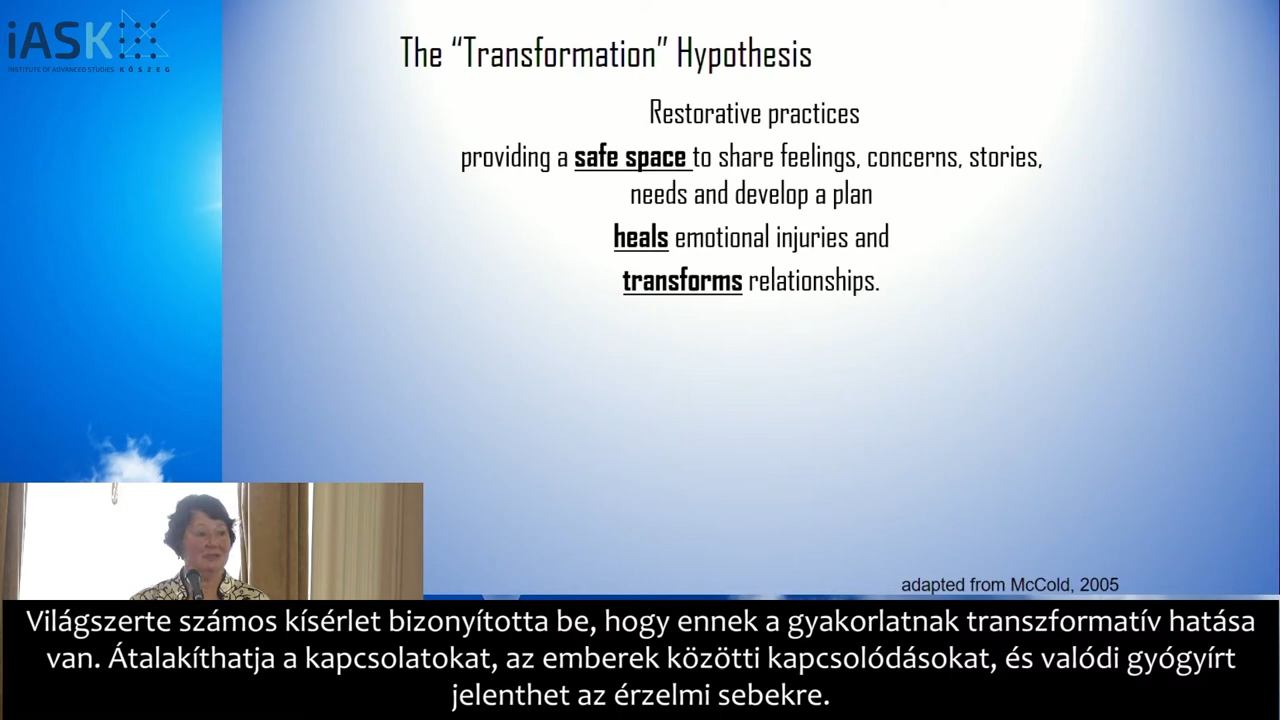 iASK
INSTITUTE OF ADVANCED STUDIES KŐSZEG
The “Transformation” Hypothesis
Restorative practices
providing a safe space to share feelings, concerns, stories,
needs and develop a plan
heals emotional injuries and
transforms relationships.
adapted from McCold, 2005
Világszerte számos kísérlet bizonyította be, hogy ennek a gyakorlatnak transzformatív hatása
van. Átalakíthatja a kapcsolatokat, az emberek közötti kapcsolódásokat, és valódi gyógyírt
jelenthet az érzelmi sebekre.